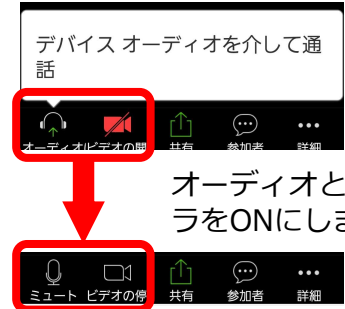 デバイス オーディオを介して通
話
オーディオ ビデオの開 共有 参加者 詳細
オーディオと
ラをONにしま
ミュート ビデオの停 共有 参加者 詳細